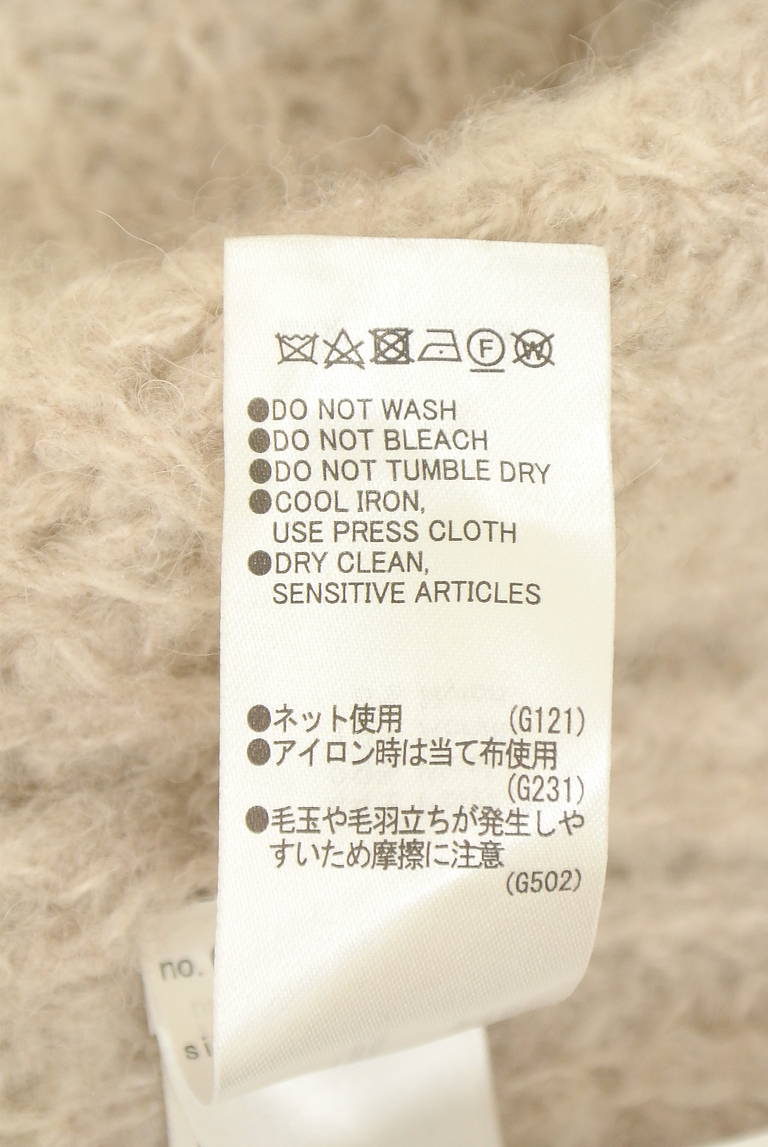 F W
●DO NOT WASH
●DO NOT BLEACH
●DO NOT TUMBLE DRY
●COOL IRON,
USE PRESS CLOTH
●DRY CLEAN,
SENSITIVE ARTICLES
●ネット使用 (G121)
●アイロン時は当て布使用
(G231)
●毛玉や毛羽立ちが発生しや
すいため摩擦に注意
(G502)
no.
si